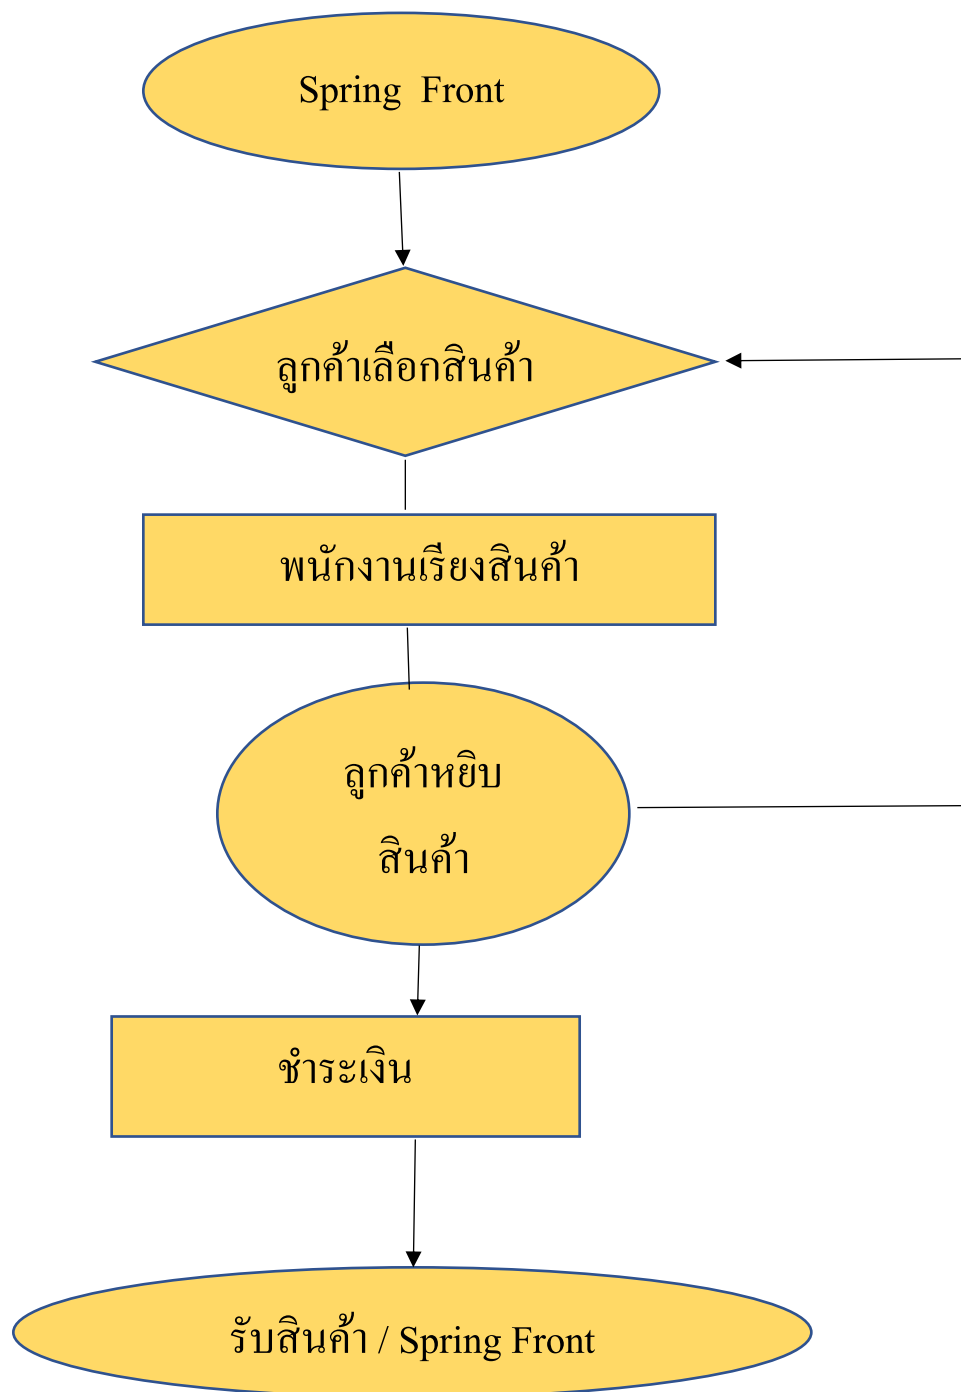 Spring Front
ลูกค้าเลือกสินค้า
พนักงานเรียงสินค้า
ลูกค้าหยิบ
สินค้า
ชำระเงิน
รับสินค้า / Spring Front